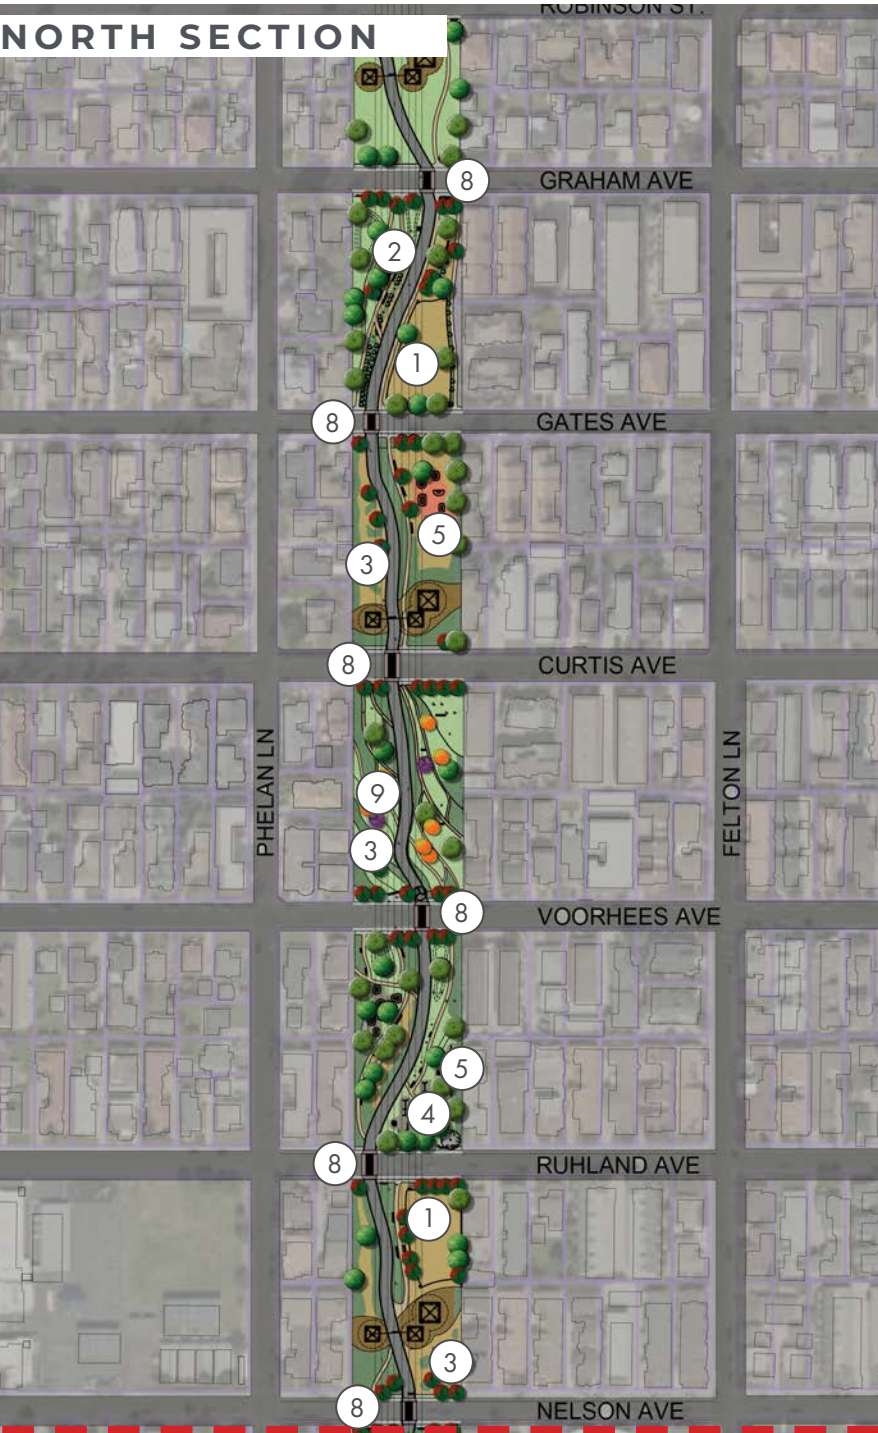 ROBINSON ST.
NORTH SECTION
8
GRAHAM AVE
2
1
8
GATES AVE
5
3
8
CURTIS AVE
PHELAN LN
FELTON LN
9
3
8
VOORHEES AVE
5
4
8
RUHLAND AVE
1
3
8
NELSON AVE